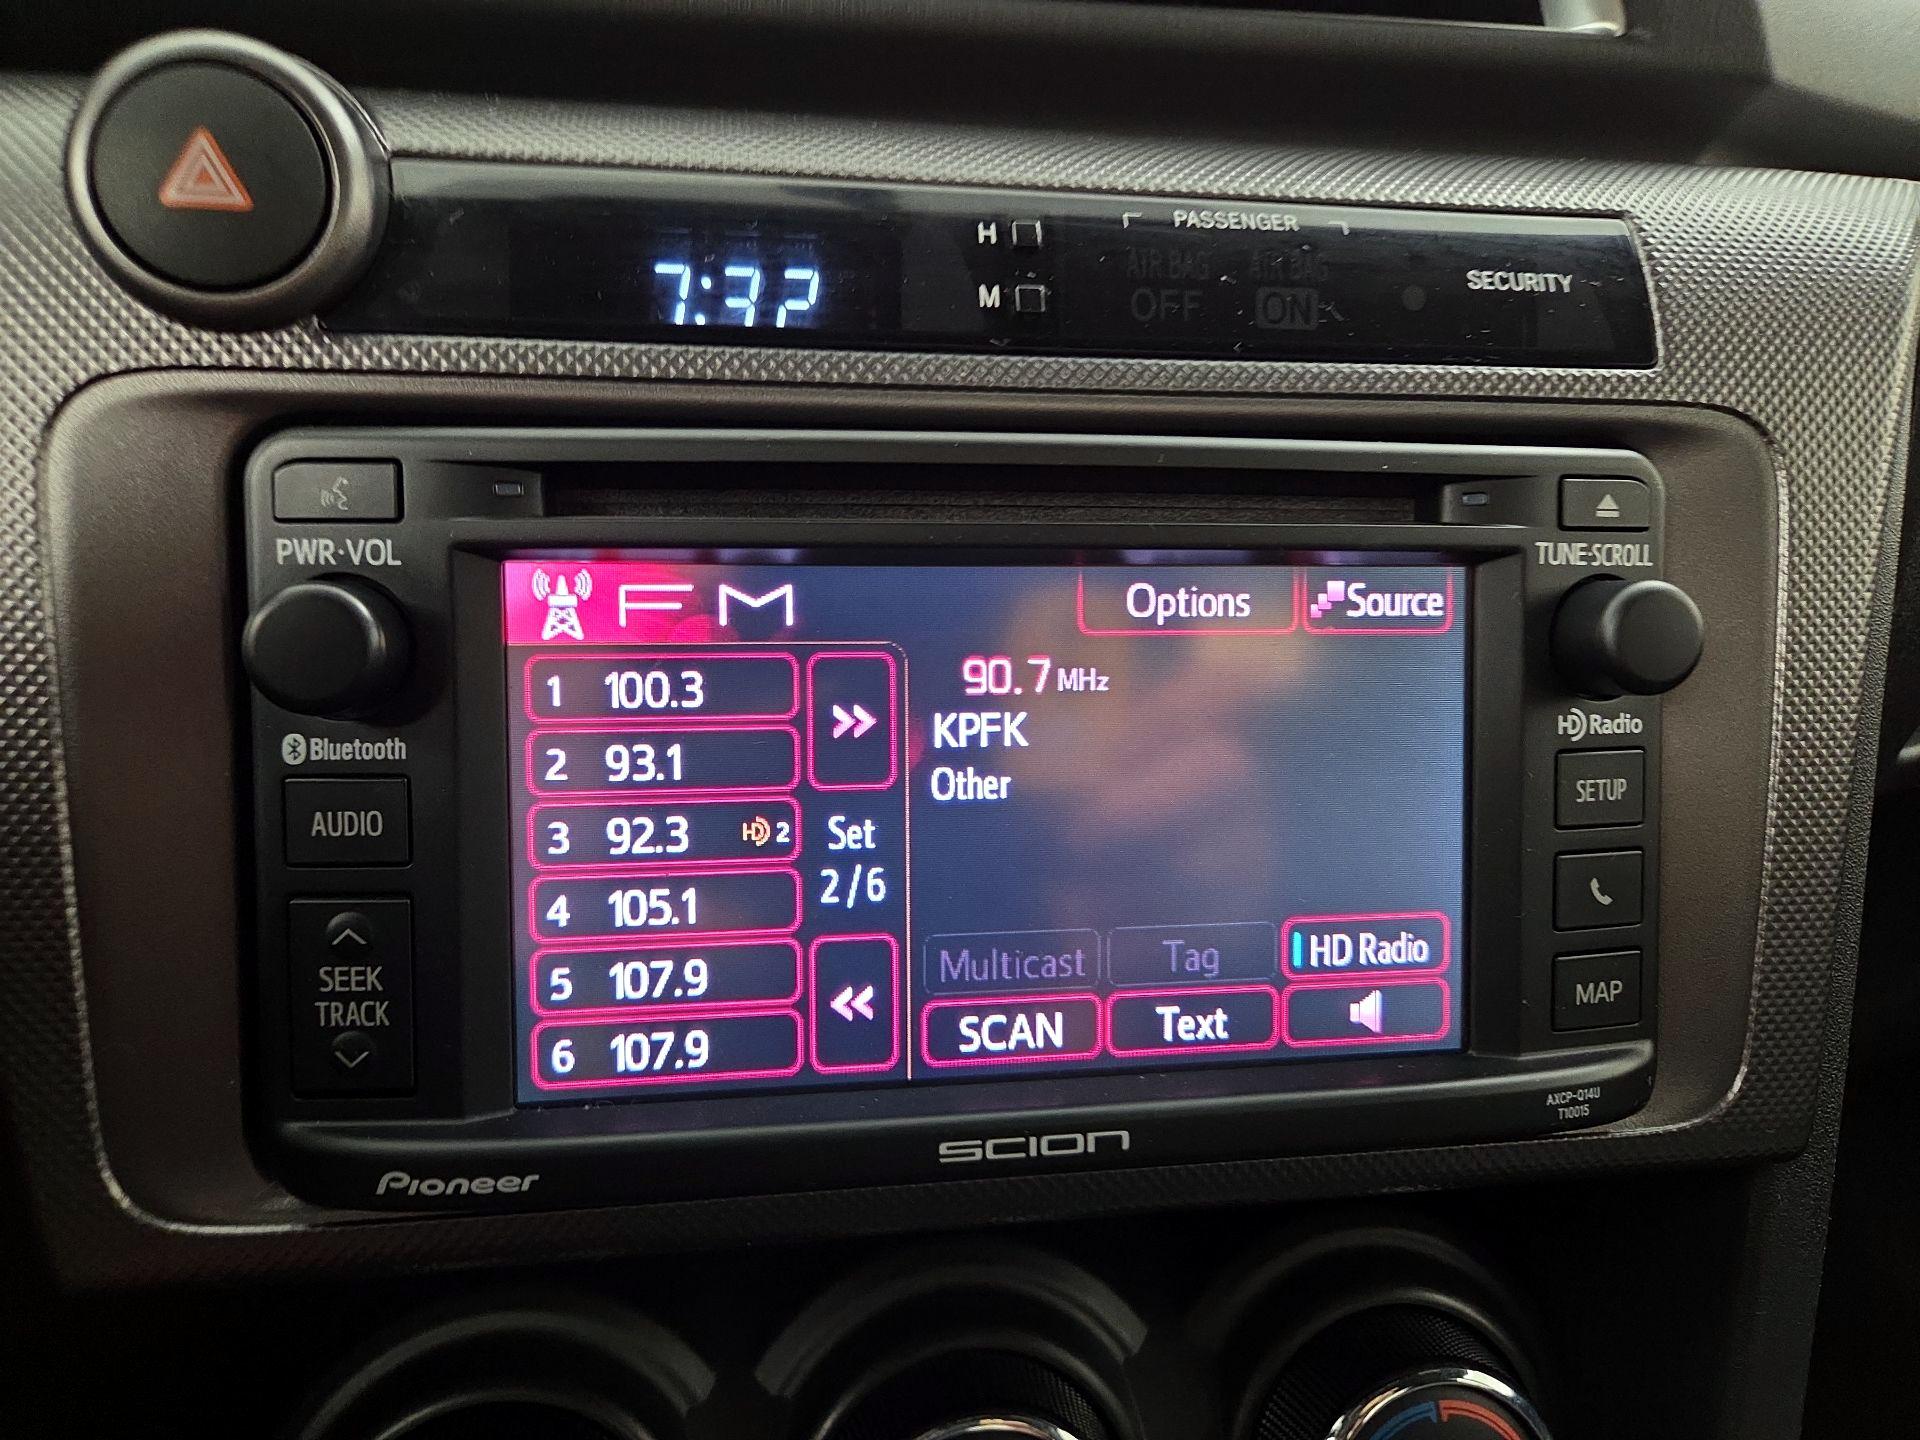 7:32
H
M
PASSENGER
AIR BAG AIR BAG
OFF ON
SECURITY
PWR·VOL
TUNE·SCROLL
FM
Options
Source
1 100.3
2 93.1
3 92.3 HD 2
4 105.1
5 107.9
6 107.9
Set
2/6
90.7 MHz
KPFK
Other
Multicast
Tag
HD Radio
SCAN
Text
Bluetooth
AUDIO
SEEK
TRACK
HD Radio
SETUP
MAP
AXCP-Q14U
T10015
SCION
Pioneer